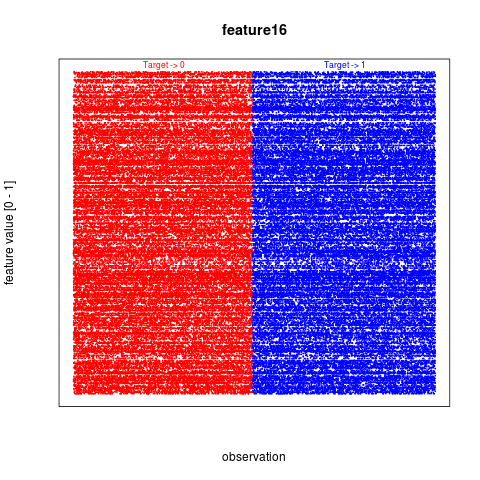 feature16
Target -> 0
Target -> 1
feature value [0 - 1]
observation